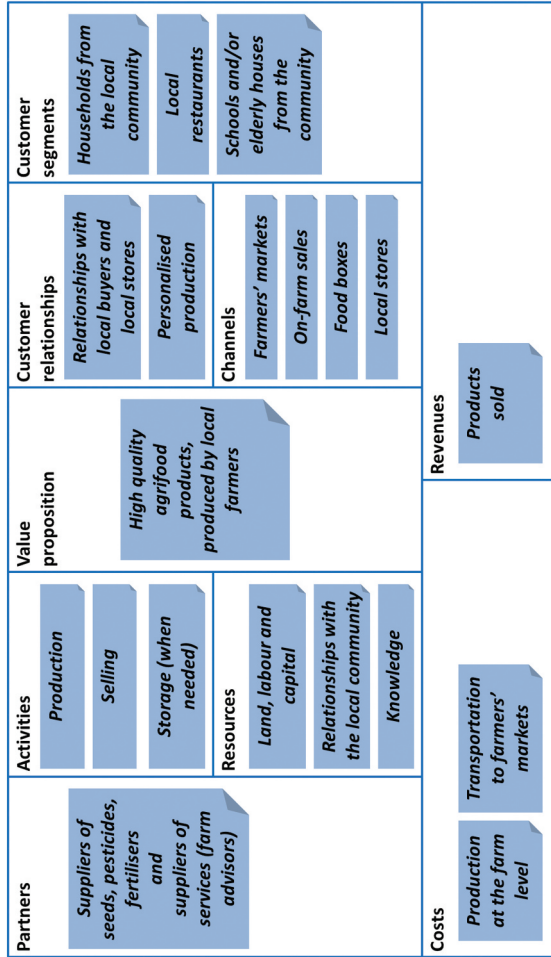 Partners
Suppliers of
seeds, pesticides,
fertilisers
and
suppliers of
services (farm
advisors)
Activities
Production
Selling
Storage (when
needed)
Resources
Land, labour and
capital
Relationships with
the local community
Knowledge
Value
proposition
High quality
agrifood
products,
produced by local
farmers
Customer
relationships
Relationships with
local buyers and
local stores
Personalised
production
Channels
Farmers’ markets
On-farm sales
Food boxes
Local stores
Customer
segments
Households from
the local
community
Local
restaurants
Schools and/or
elderly houses
from the
community
Costs
Production
at the farm
level
Transportation
to farmers’
markets
Revenues
Products
sold